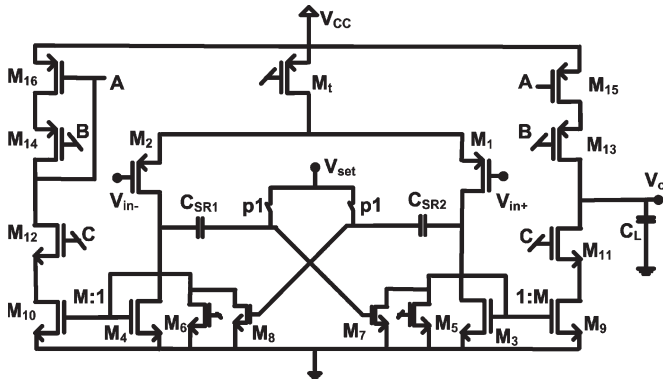 V_CC
M_16
A
M_t
A
M_15
M_14
B
M_2
M_1
B
M_13
V_set
V_in-
C_SR1
p1
p1
C_SR2
V_in+
V_o
M_12
C
C
M_11
C_L
M_10
M:1
M_4
M_6
M_8
M_7
M_5
M_3
1:M
M_9